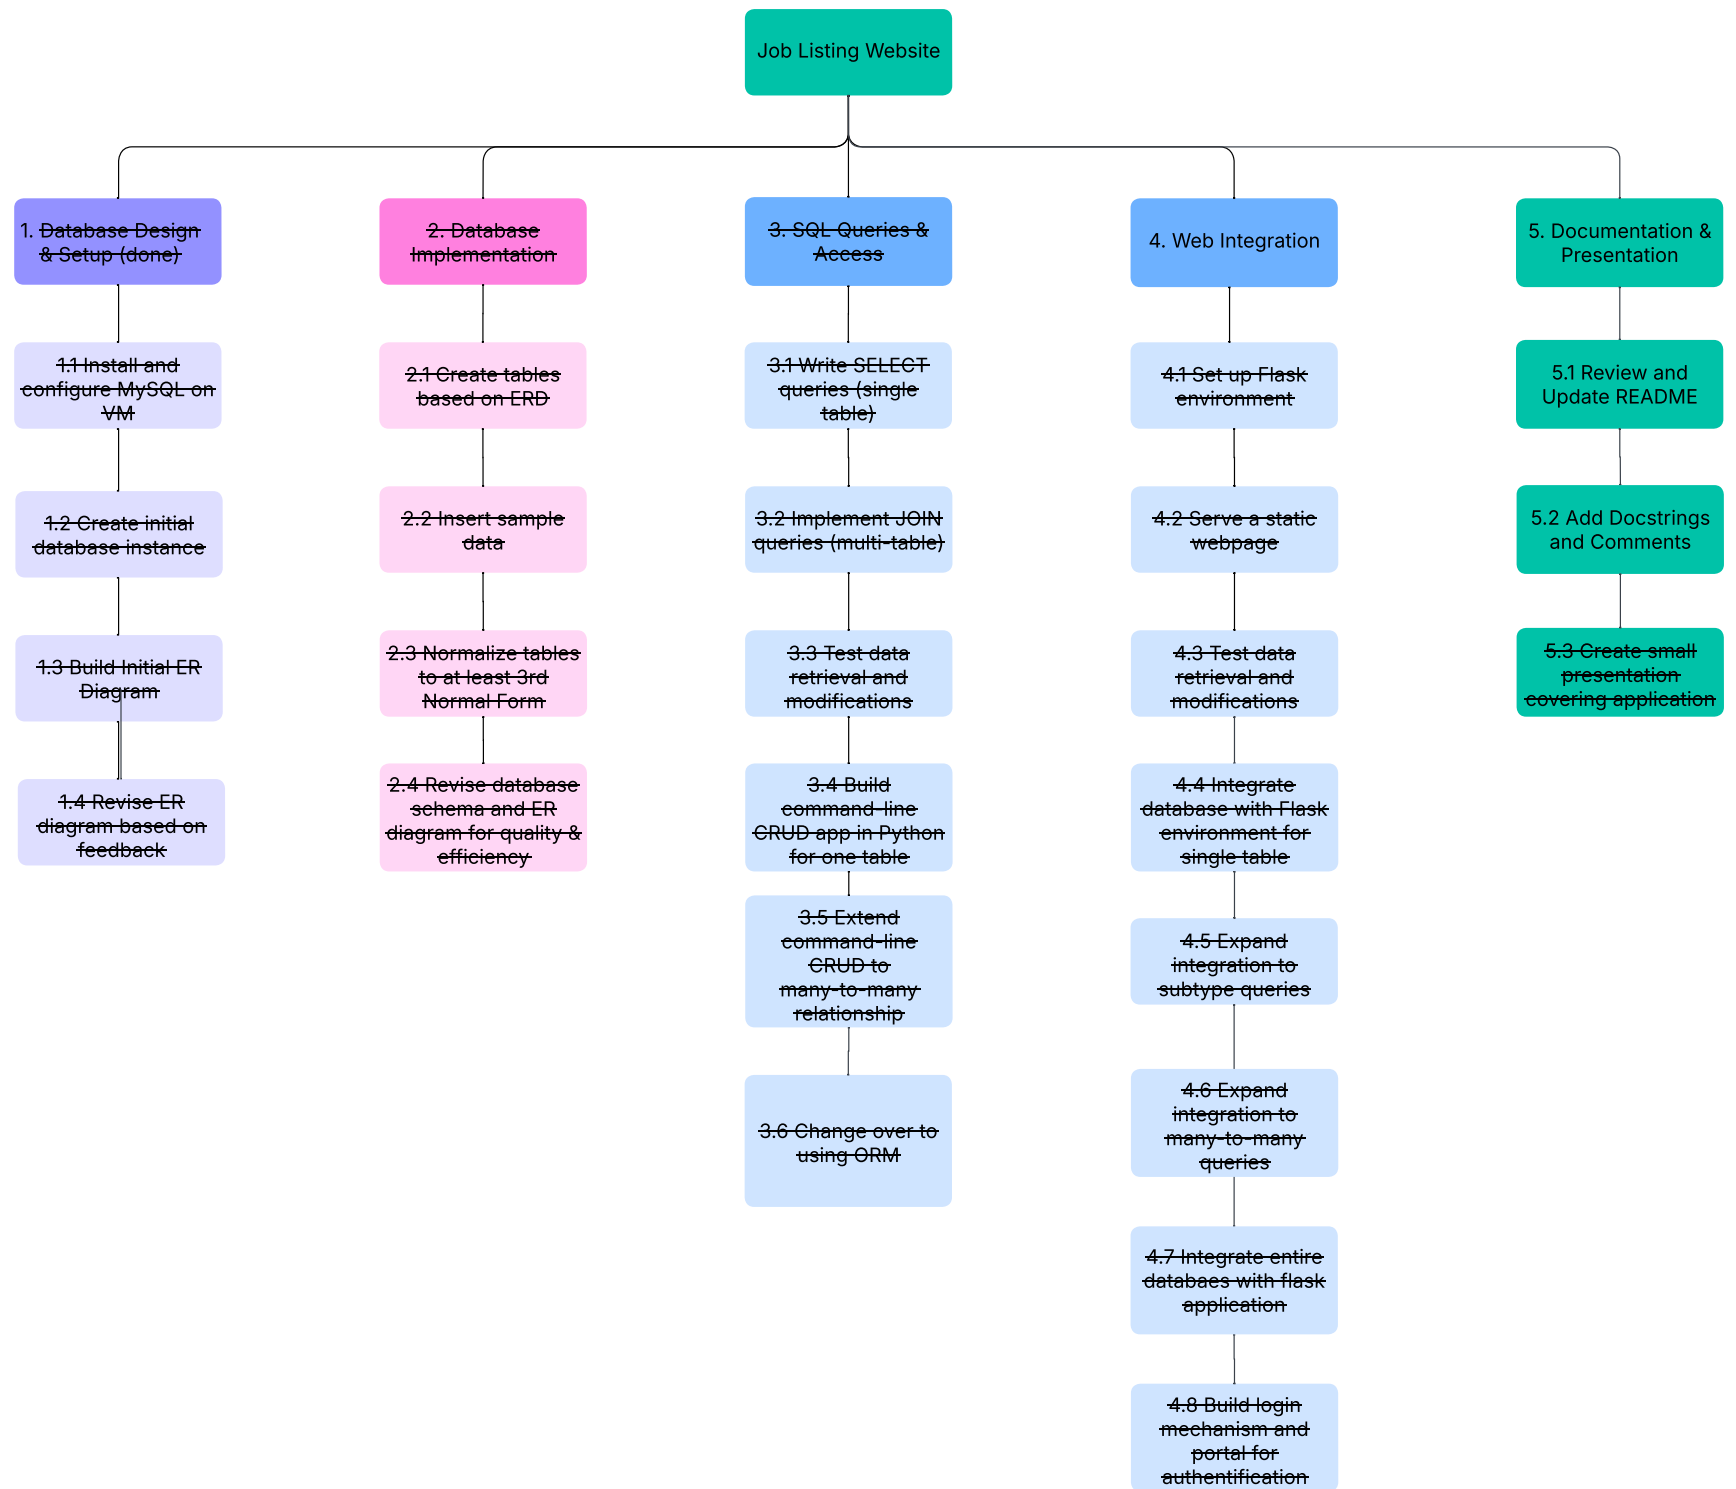 Job Listing Website
1. Database Design
& Setup (done)
2. Database
Implementation
3. SQL Queries &
Access
4. Web Integration
5. Documentation &
Presentation
1.1 Install and
configure MySQL on
VM
1.2 Create initial
database instance
1.3 Build Initial ER
Diagram
1.4 Revise ER
diagram based on
feedback
2.1 Create tables
based on ERD
2.2 Insert sample
data
2.3 Normalize tables
to at least 3rd
Normal Form
2.4 Revise database
schema and ER
diagram for quality &
efficiency
3.1 Write SELECT
queries (single
table)
3.2 Implement JOIN
queries (multi-table)
3.3 Test data
retrieval and
modifications
3.4 Build
command-line
CRUD app in Python
for one table
3.5 Extend
command-line
CRUD to
many-to-many
relationship
3.6 Change over to
using ORM
4.1 Set up Flask
environment
4.2 Serve a static
webpage
4.3 Test data
retrieval and
modifications
4.4 Integrate
database with Flask
environment for
single table
4.5 Expand
integration to
subtype queries
4.6 Expand
integration to
many-to-many
queries
4.7 Integrate entire
databaes with flask
application
4.8 Build login
mechanism and
portal for
authentification
5.1 Review and
Update README
5.2 Add Docstrings
and Comments
5.3 Create small
presentation
covering application